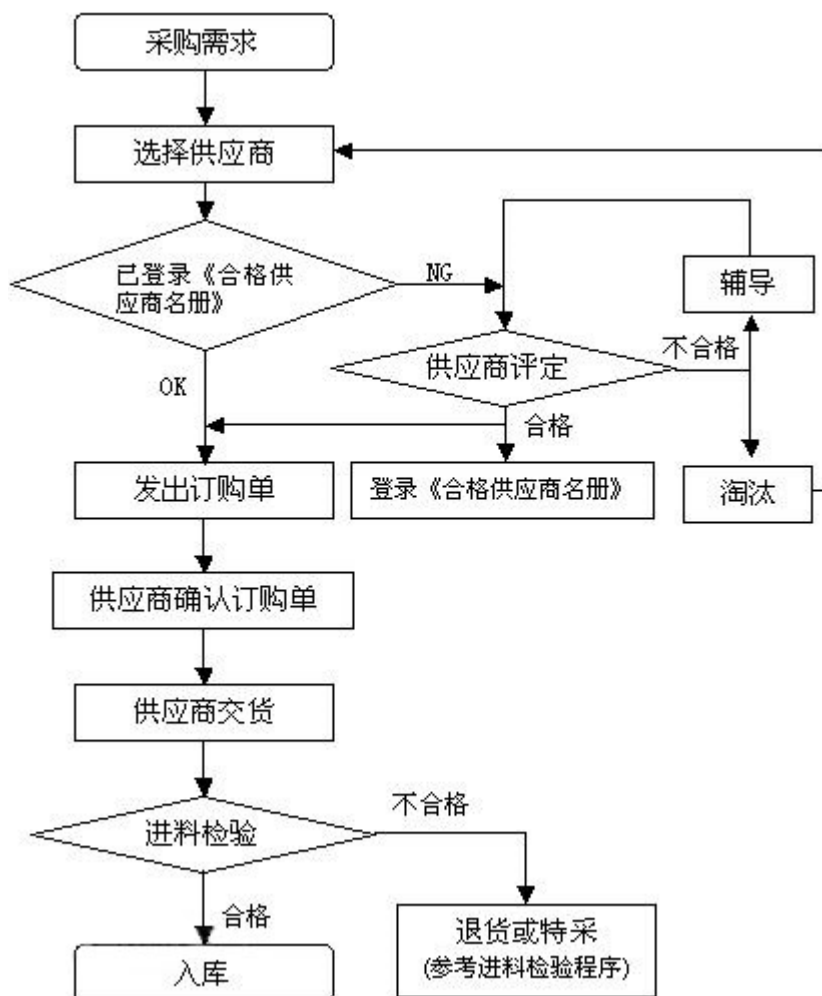 采购需求
选择供应商
已登录《合格供
应商名册》
NG
辅导
供应商评定
不合格
OK
合格
发出订购单
登录《合格供应商名册》
淘汰
供应商确认订购单
供应商交货
进料检验
不合格
合格
退货或特采
(参考进料检验程序)
入库